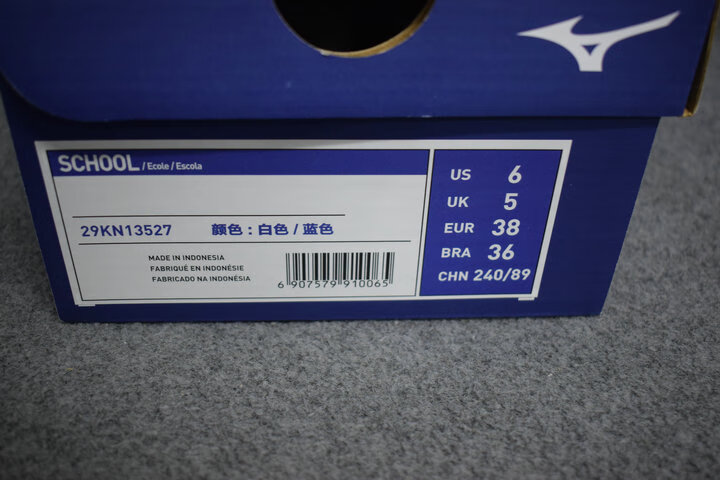 SCHOOL / Ecole / Escola
29KN13527 颜色：白色 / 蓝色
MADE IN INDONESIA
FABRIQUÉ EN INDONÉSIE
FABRICADO NA INDONÉSIA
6 907579 910065
US 6
UK 5
EUR 38
BRA 36
CHN 240/89